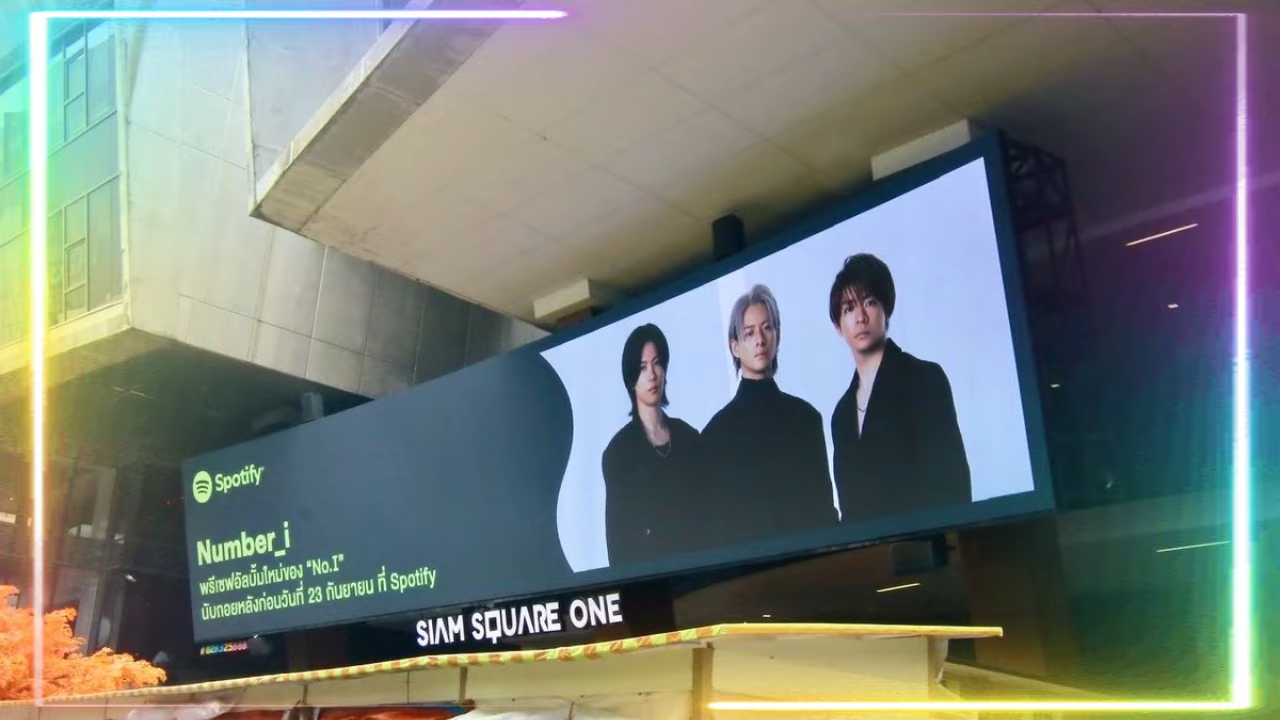 Spotify
Number_i
พรีเซฟอัลบั้มใหม่ของ "No.I"
นับถอยหลังก่อนวันที่ 23 กันยายน ที่ Spotify
SIAM SQUARE ONE